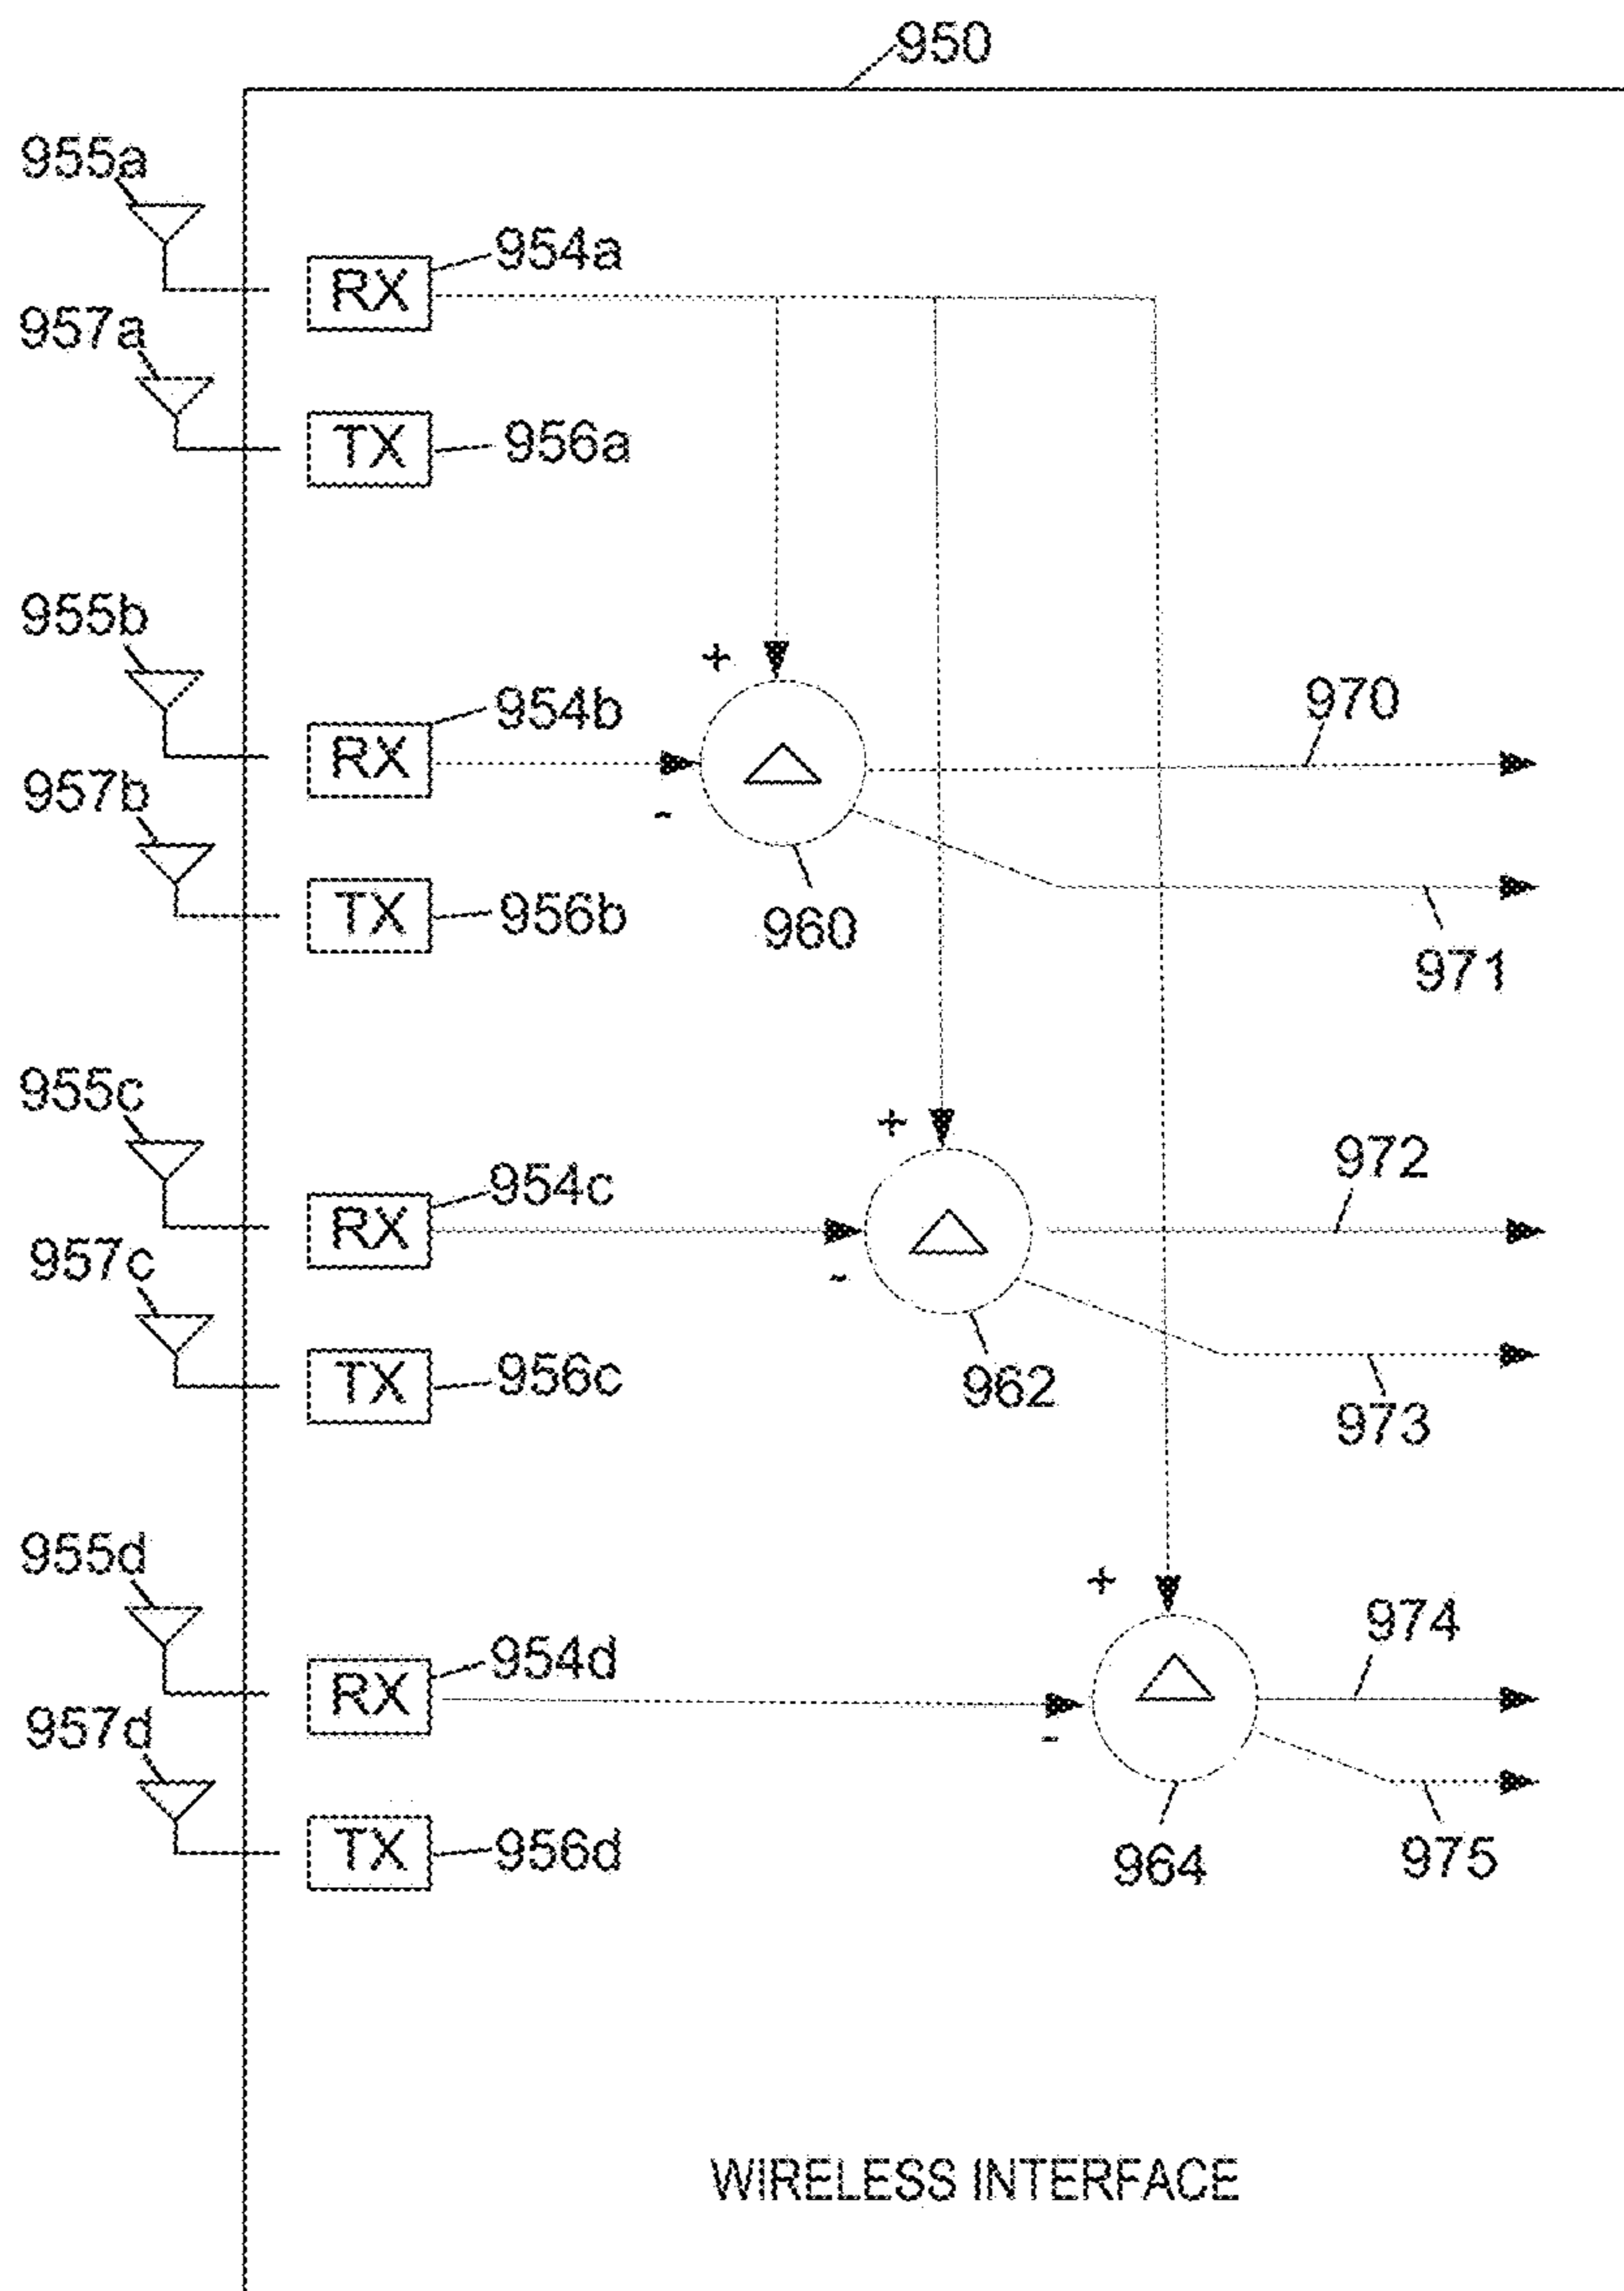 950
955a
RX
954a
957a
TX
956a
955b
954b
+
RX
970
957b
-
TX
956b
960
971
955c
+
954c
972
RX
957c
-
TX
956c
962
973
955d
+
954d
974
RX
957d
-
TX
956d
964
975
WIRELESS INTERFACE